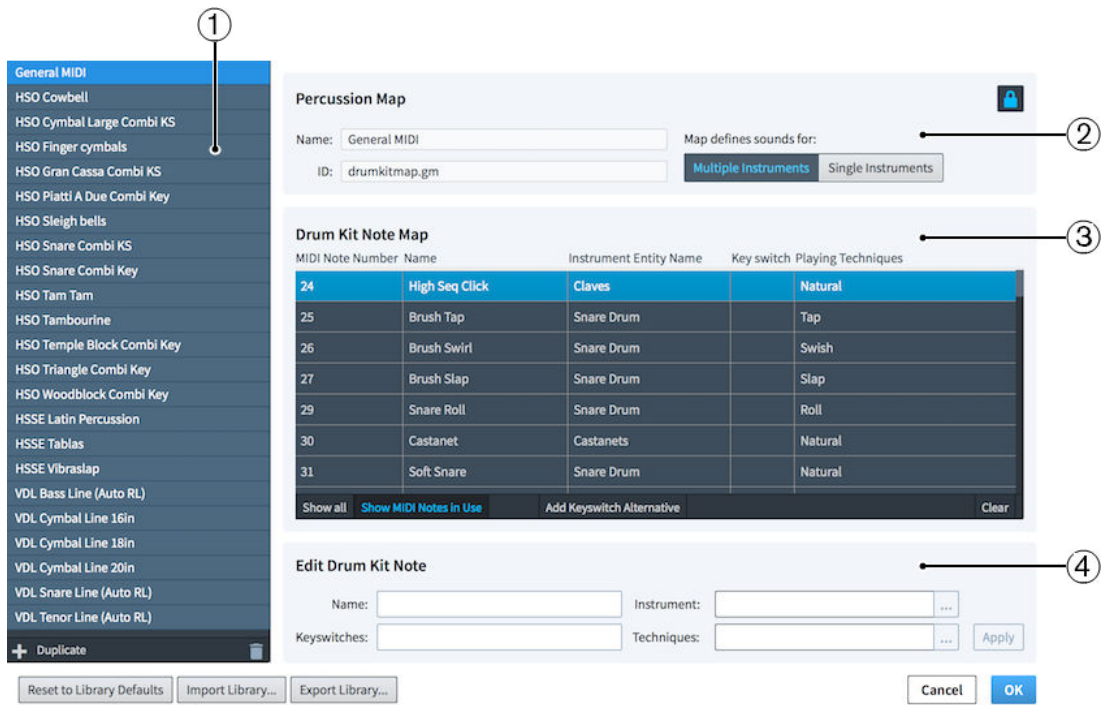 1
General MIDI
HSO Cowbell
HSO Cymbal Large Combi KS
HSO Finger cymbals
HSO Gran Cassa Combi KS
HSO Piatti A Due Combi Key
HSO Sleigh bells
HSO Snare Combi KS
HSO Snare Combi Key
HSO Tam Tam
HSO Tambourine
HSO Temple Block Combi Key
HSO Triangle Combi Key
HSO Woodblock Combi Key
HSSE Latin Percussion
HSSE Tablas
HSSE Vibraslap
VDL Bass Line (Auto RL)
VDL Cymbal Line 16in
VDL Cymbal Line 18in
VDL Cymbal Line 20in
VDL Snare Line (Auto RL)
VDL Tenor Line (Auto RL)
Duplicate
Percussion Map
Name: General MIDI Map defines sounds for:
ID: drumkitmap.gm Multiple Instruments Single Instruments
2
Drum Kit Note Map
3
MIDI Note Number Name Instrument Entity Name Key switch Playing Techniques
24 High Seq Click Claves Natural
25 Brush Tap Snare Drum Tap
26 Brush Swirl Snare Drum Swish
27 Brush Slap Snare Drum Slap
29 Snare Roll Snare Drum Roll
30 Castanet Castanets Natural
31 Soft Snare Snare Drum Natural
Show all Show MIDI Notes in Use Add Keyswitch Alternative Clear
Edit Drum Kit Note
4
Name: Instrument: ...
Keyswitches: Techniques: ... Apply
Reset to Library Defaults Import Library... Export Library... Cancel OK